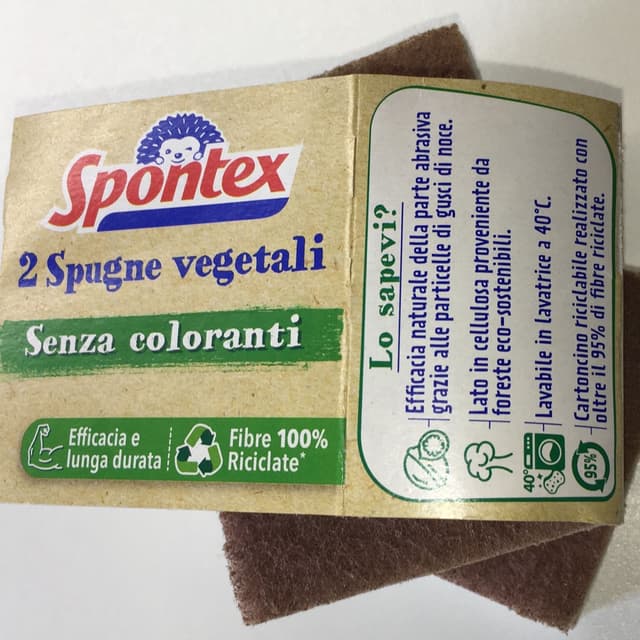 Spontex
2 Spugne vegetali
Senza coloranti
Efficacia e
lunga durata
Fibre 100%
Riciclate*
Lo sapevi?
Efficacia naturale della parte abrasiva
grazie alle particelle di gusci di noce.
Lato in cellulosa proveniente da
foreste eco-sostenibili.
40°
Lavabile in lavatrice a 40°C.
95%
Cartoncino riciclabile realizzato con
oltre il 95% di fibre riciclate.